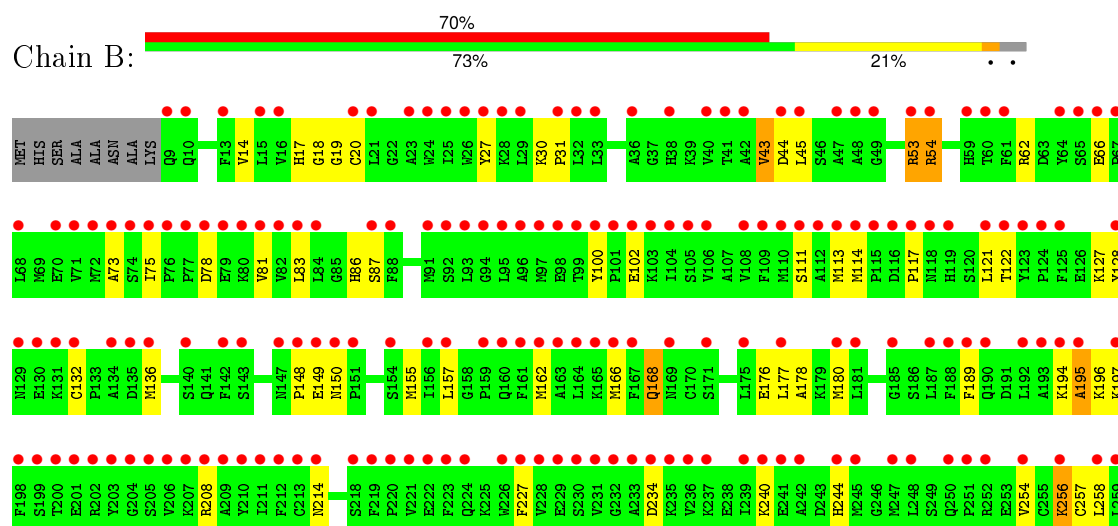 70%
Chain B:
73% 21%
MET HIS SER ALA ALA ASN ALA LYS Q9 Q10 F13 V14 L15 V16 H17 G18 G19 C20 L21 G22 A23 W24 I25 W26 Y27 K28 L29 K30 P31 L32 L33 A36 G37 H38 K39 V40 T41 A42 V43 D44 L45 S46 A47 A48 G49 R53 R54 H59 T60 F61 R62 D63 Y64 S65 E66 P67
L68 M69 E70 V71 M72 A73 S74 I75 P76 P77 D78 E79 K80 V81 V82 L83 L84 G85 H86 S87 F88 M91 S92 L93 G94 L95 A96 M97 E98 T99 Y100 P101 E102 K103 I104 S105 V106 A107 V108 F109 M110 S111 A112 M113 M114 P115 D116 P117 N118 H119 S120 L121 T122 Y123 P124 F125 E126 K127 Y128
N129 E130 K131 C132 P133 A134 D135 M136 S140 Q141 F142 S143 N147 P148 E149 N150 P151 S154 M155 I156 L157 G158 P159 Q160 F161 M162 A163 L164 K165 M166 F167 Q168 N169 C170 S171 L175 E176 L177 A178 K179 M180 L181 G185 S186 L187 F188 F189 Q190 D191 L192 A193 K194 A195 K196 K197
F198 S199 T200 E201 R202 Y203 G204 S205 V206 K207 R208 A209 Y210 I211 F212 C213 N214 S218 F219 P220 V221 E222 F223 Q224 K225 W226 F227 V228 E229 S230 V231 G232 A233 D234 K235 V236 K237 E238 I239 K240 E241 A242 D243 H244 M245 G246 M247 L248 S249 Q250 P251 R252 E253 V254 C255 K256 C257 L258 L259